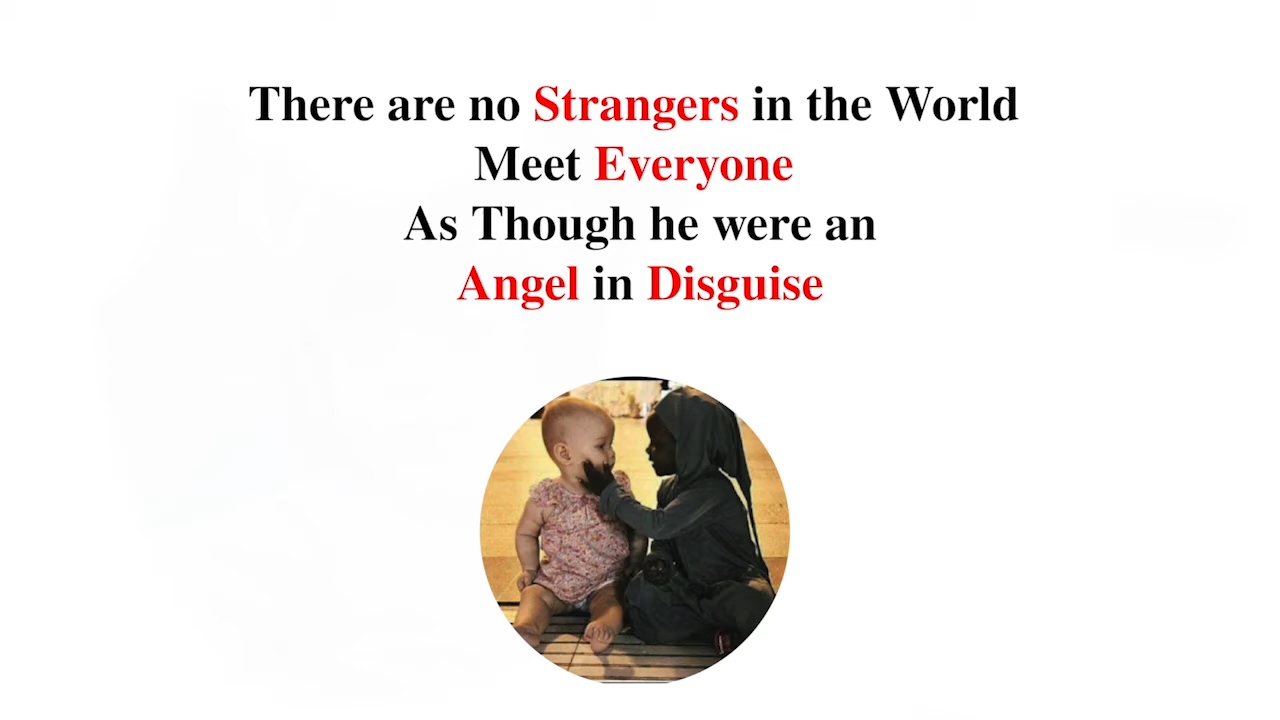 There are no Strangers in the World
Meet Everyone
As Though he were an
Angel in Disguise